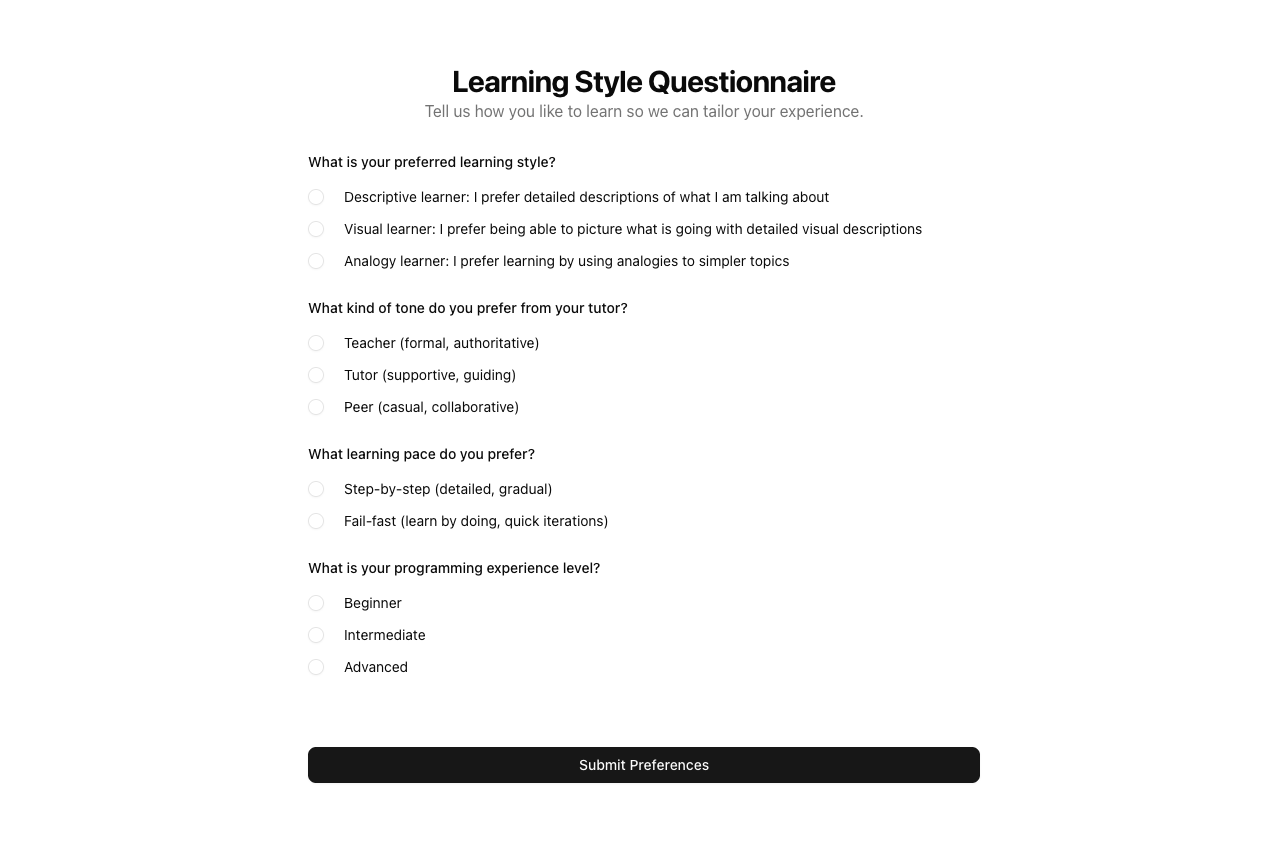 Learning Style Questionnaire
Tell us how you like to learn so we can tailor your experience.
What is your preferred learning style?
Descriptive learner: I prefer detailed descriptions of what I am talking about
Visual learner: I prefer being able to picture what is going with detailed visual descriptions
Analogy learner: I prefer learning by using analogies to simpler topics
What kind of tone do you prefer from your tutor?
Teacher (formal, authoritative)
Tutor (supportive, guiding)
Peer (casual, collaborative)
What learning pace do you prefer?
Step-by-step (detailed, gradual)
Fail-fast (learn by doing, quick iterations)
What is your programming experience level?
Beginner
Intermediate
Advanced
Submit Preferences